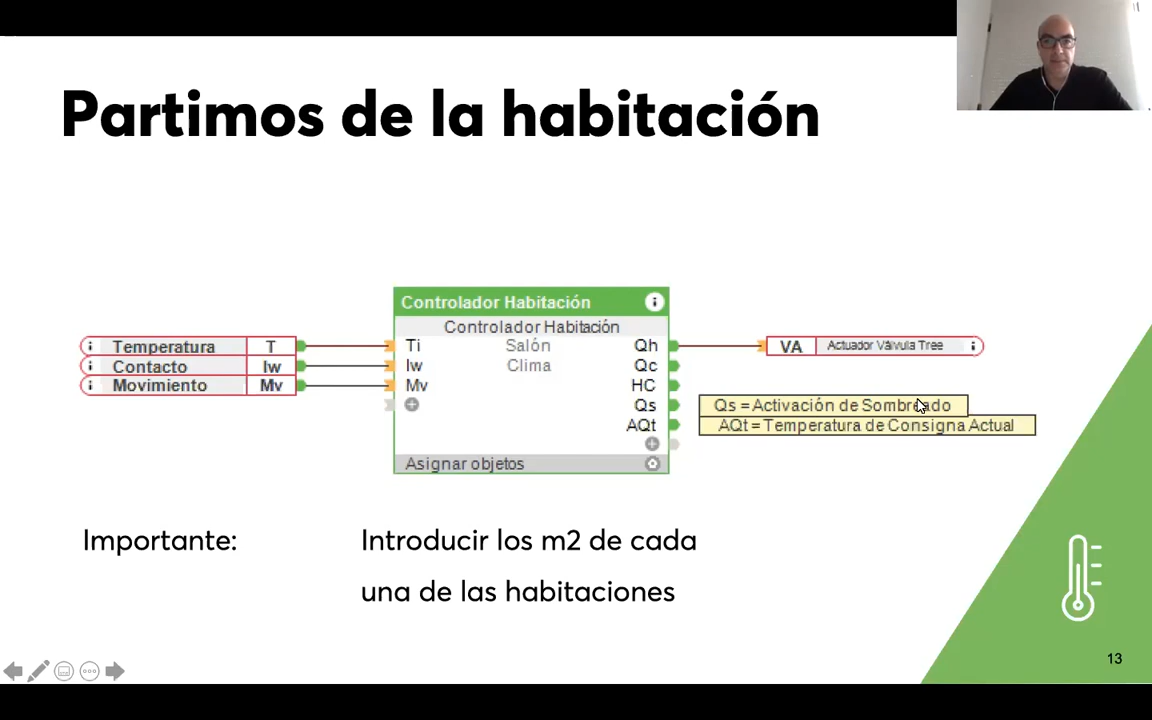 Partimos de la habitación
Controlador Habitación
Controlador Habitación
Temperatura T Ti Salón Qh VA Actuador Válvula Tree
Contacto Iw Iw Clima Qc
Movimiento Mv Mv HC
Qs Qs = Activación de Sombreado
AQt AQt = Temperatura de Consigna Actual
Asignar objetos
Importante: Introducir los m2 de cada
una de las habitaciones
13